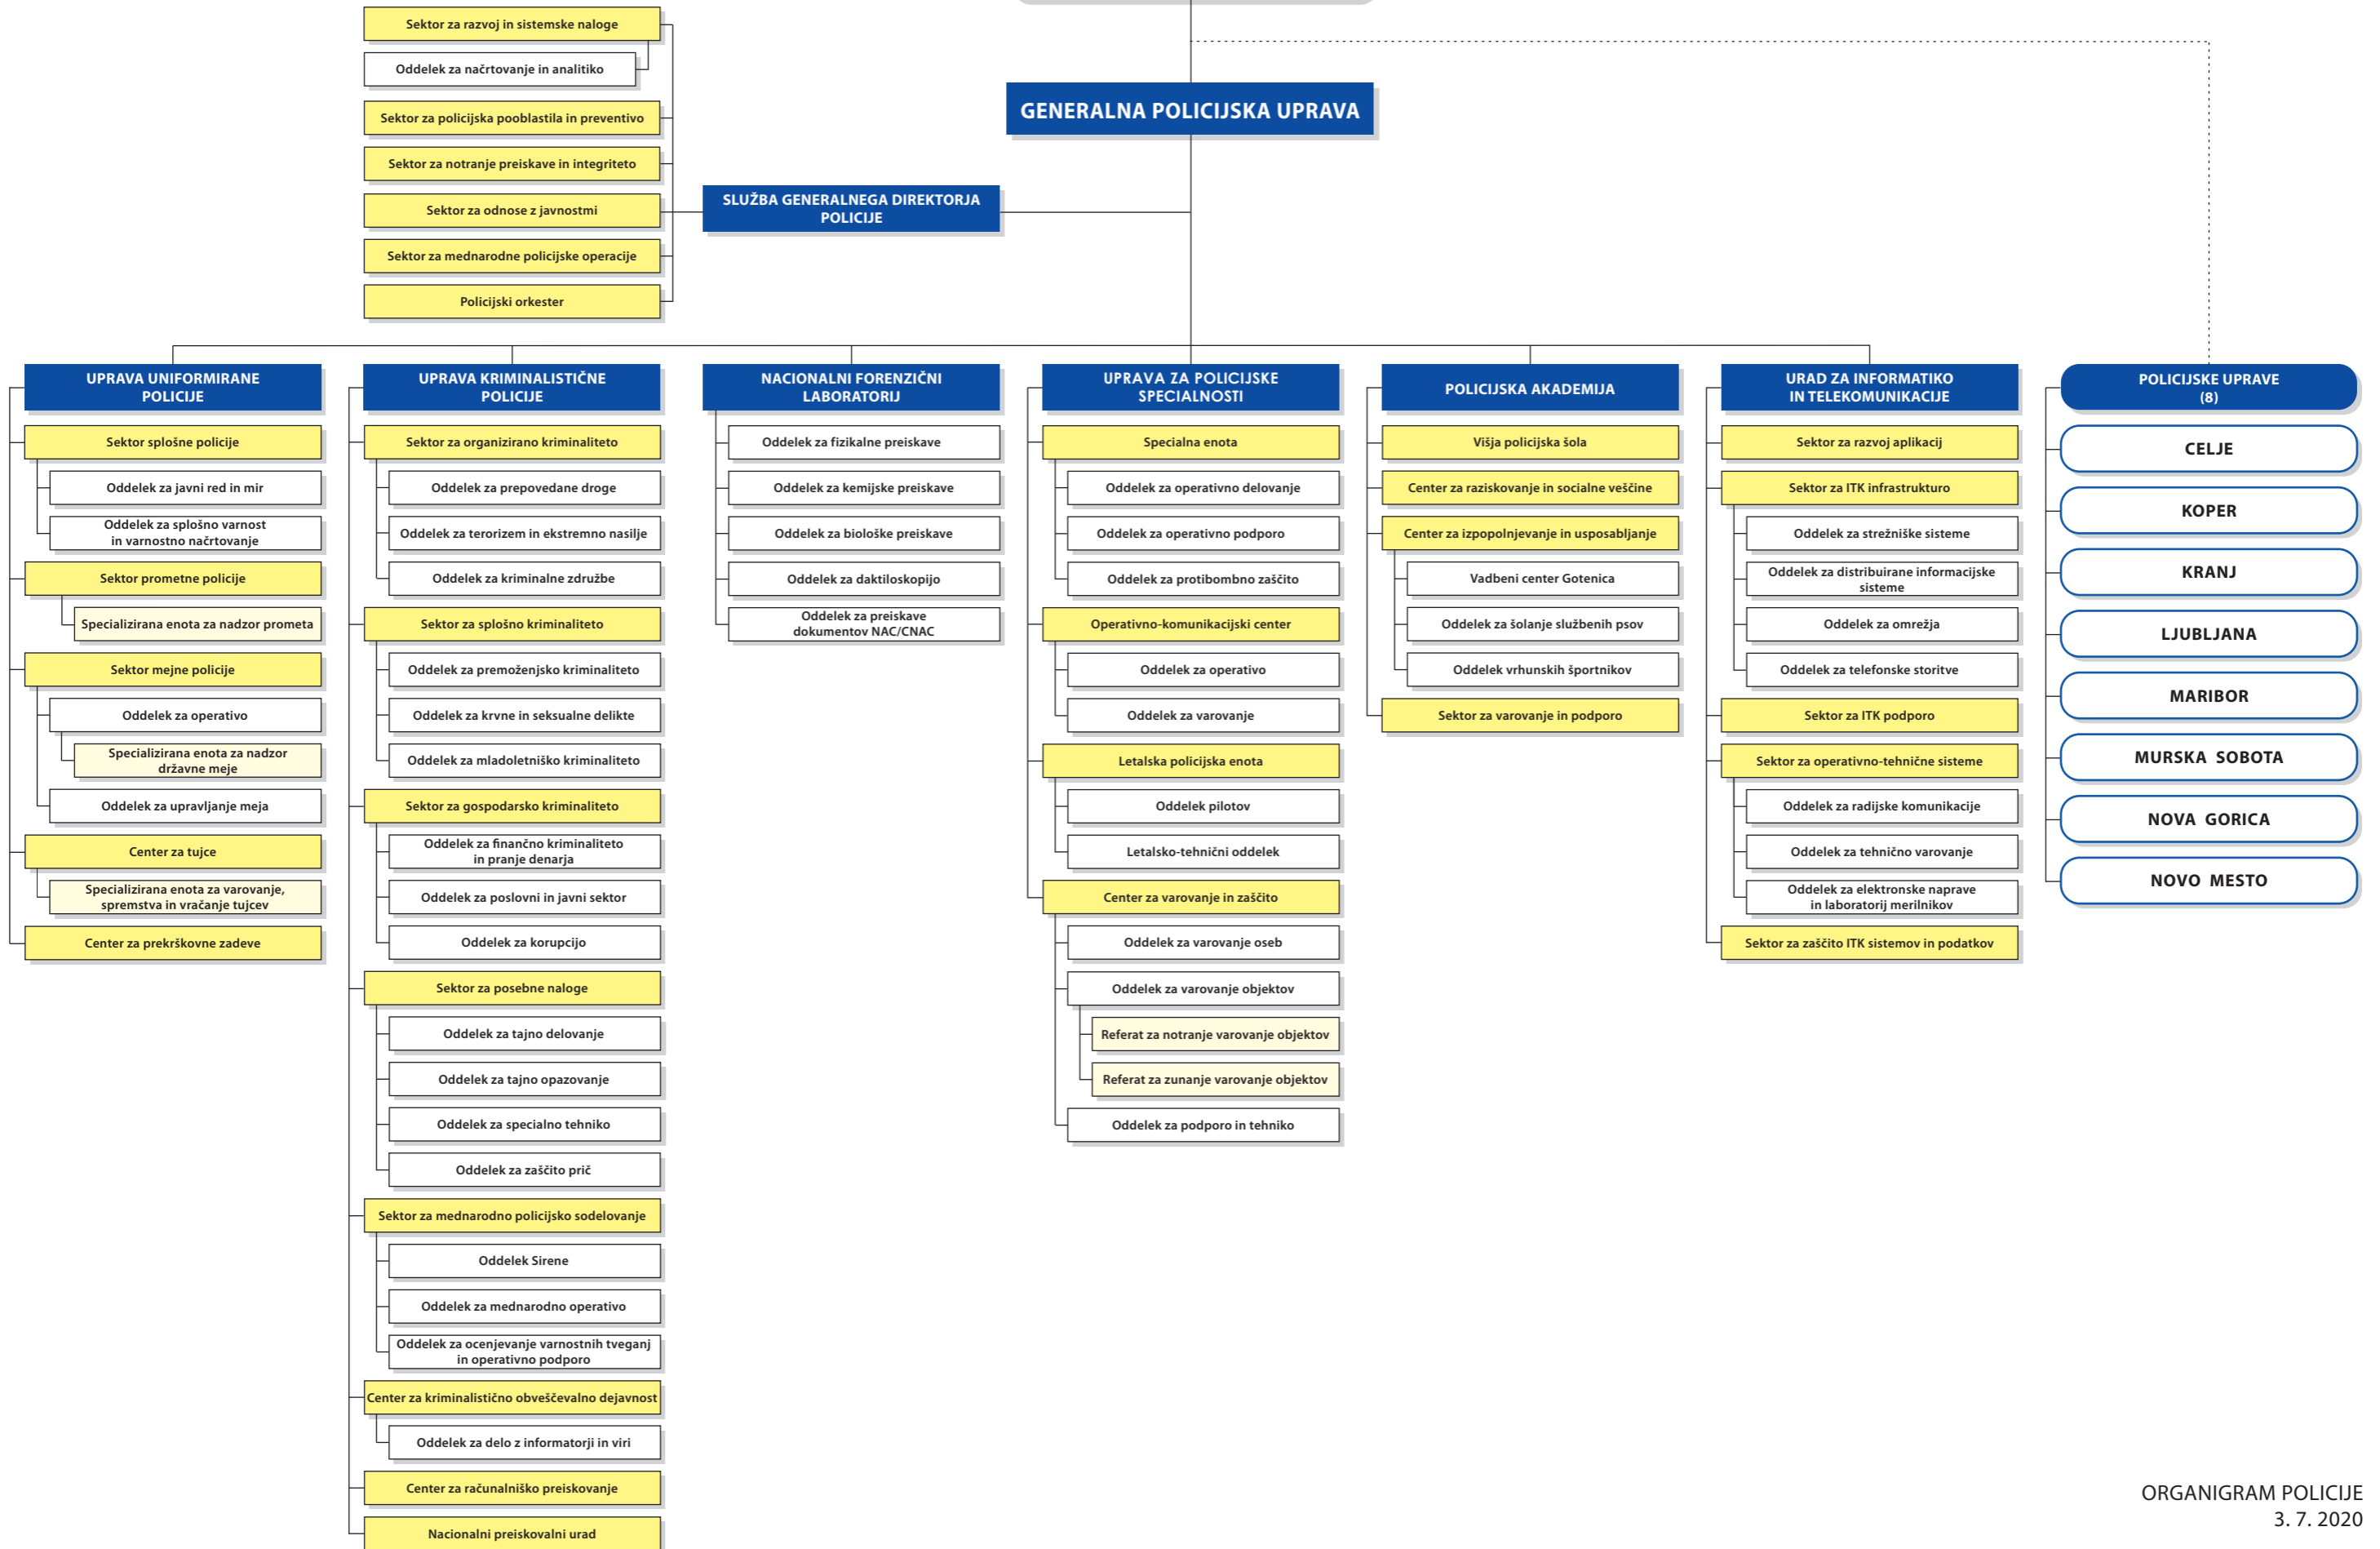 Sektor za razvoj in sistemske naloge
Oddelek za načrtovanje in analitiko
Sektor za policijska pooblastila in preventivo
Sektor za notranje preiskave in integriteto
Sektor za odnose z javnostmi
Sektor za mednarodne policijske operacije
Policijski orkester
GENERALNA POLICIJSKA UPRAVA
SLUŽBA GENERALNEGA DIREKTORJA
POLICIJE
UPRAVA UNIFORMIRANE
POLICIJE
Sektor splošne policije
Oddelek za javni red in mir
Oddelek za splošno varnost
in varnostno načrtovanje
Sektor prometne policije
Specializirana enota za nadzor prometa
Sektor mejne policije
Oddelek za operativo
Specializirana enota za nadzor
državne meje
Oddelek za upravljanje meja
Center za tujce
Specializirana enota za varovanje,
spremstva in vračanje tujcev
Center za prekrškovne zadeve
UPRAVA KRIMINALISTIČNE
POLICIJE
Sektor za organizirano kriminaliteto
Oddelek za prepovedane droge
Oddelek za terorizem in ekstremno nasilje
Oddelek za kriminalne združbe
Sektor za splošno kriminaliteto
Oddelek za premoženjsko kriminaliteto
Oddelek za krvne in seksualne delikte
Oddelek za mladoletniško kriminaliteto
Sektor za gospodarsko kriminaliteto
Oddelek za finančno kriminaliteto
in pranje denarja
Oddelek za poslovni in javni sektor
Oddelek za korupcijo
Sektor za posebne naloge
Oddelek za tajno delovanje
Oddelek za tajno opazovanje
Oddelek za specialno tehniko
Oddelek za zaščito prič
Sektor za mednarodno policijsko sodelovanje
Oddelek Sirene
Oddelek za mednarodno operativo
Oddelek za ocenjevanje varnostnih tveganj
in operativno podporo
Center za kriminalistično obveščevalno dejavnost
Oddelek za delo z informatorji in viri
Center za računalniško preiskovanje
Nacionalni preiskovalni urad
NACIONALNI FORENZIČNI
LABORATORIJ
Oddelek za fizikalne preiskave
Oddelek za kemijske preiskave
Oddelek za biološke preiskave
Oddelek za daktiloskopijo
Oddelek za preiskave
dokumentov NAC/CNAC
UPRAVA ZA POLICIJSKE
SPECIALNOSTI
Specialna enota
Oddelek za operativno delovanje
Oddelek za operativno podporo
Oddelek za protibombno zaščito
Operativno-komunikacijski center
Oddelek za operativo
Oddelek za varovanje
Letalska policijska enota
Oddelek pilotov
Letalsko-tehnični oddelek
Center za varovanje in zaščito
Oddelek za varovanje oseb
Oddelek za varovanje objektov
Referat za notranje varovanje objektov
Referat za zunanje varovanje objektov
Oddelek za podporo in tehniko
POLICIJSKA AKADEMIJA
Višja policijska šola
Center za raziskovanje in socialne veščine
Center za izpopolnjevanje in usposabljanje
Vadbeni center Gotenica
Oddelek za šolanje službenih psov
Oddelek vrhunskih športnikov
Sektor za varovanje in podporo
URAD ZA INFORMATIKO
IN TELEKOMUNIKACIJE
Sektor za razvoj aplikacij
Sektor za ITK infrastrukturo
Oddelek za strežniške sisteme
Oddelek za distribuirane informacijske
sisteme
Oddelek za omrežja
Oddelek za telefonske storitve
Sektor za ITK podporo
Sektor za operativno-tehnične sisteme
Oddelek za radijske komunikacije
Oddelek za tehnično varovanje
Oddelek za elektronske naprave
in laboratorij merilnikov
Sektor za zaščito ITK sistemov in podatkov
POLICIJSKE UPRAVE
(8)
CELJE
KOPER
KRANJ
LJUBLJANA
MARIBOR
MURSKA SOBOTA
NOVA GORICA
NOVO MESTO
ORGANIGRAM POLICIJE
3. 7. 2020